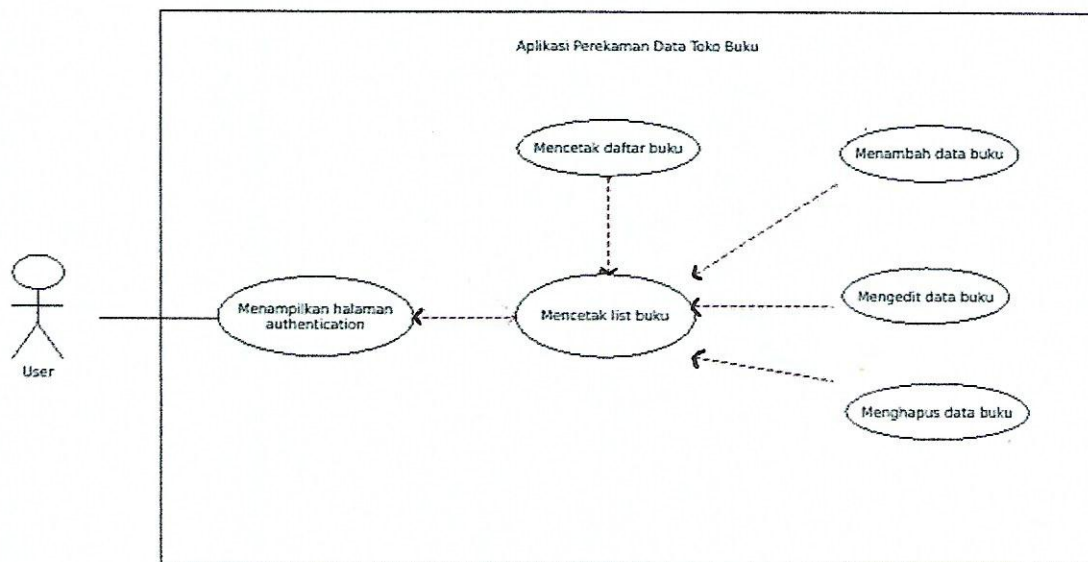 Aplikasi Perekaman Data Toko Buku
Mencetak daftar buku
Menambah data buku
Menampilkan halaman
authentication
Mencetak list buku
Mengedit data buku
User
Menghapus data buku